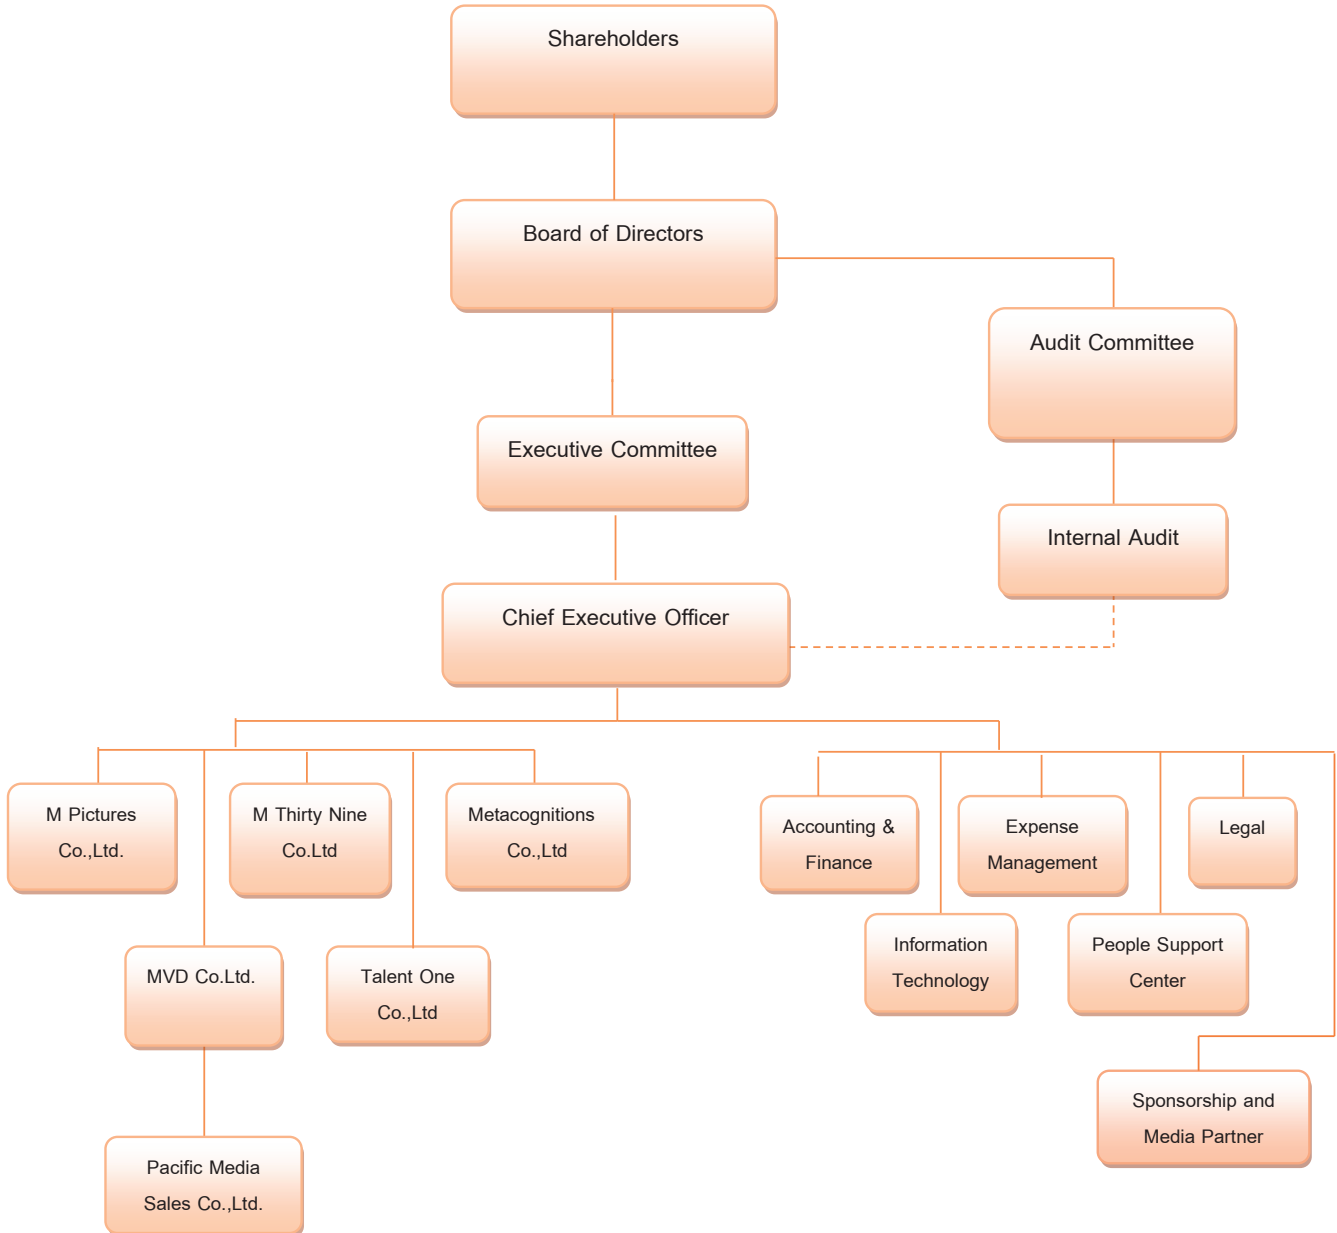 Shareholders
Board of Directors
Audit Committee
Executive Committee
Internal Audit
Chief Executive Officer
M Pictures
Co.,Ltd.
M Thirty Nine
Co.Ltd
Metacognitions
Co.,Ltd
Accounting &
Finance
Expense
Management
Legal
MVD Co.Ltd.
Talent One
Co.,Ltd
Information
Technology
People Support
Center
Sponsorship and
Media Partner
Pacific Media
Sales Co.,Ltd.